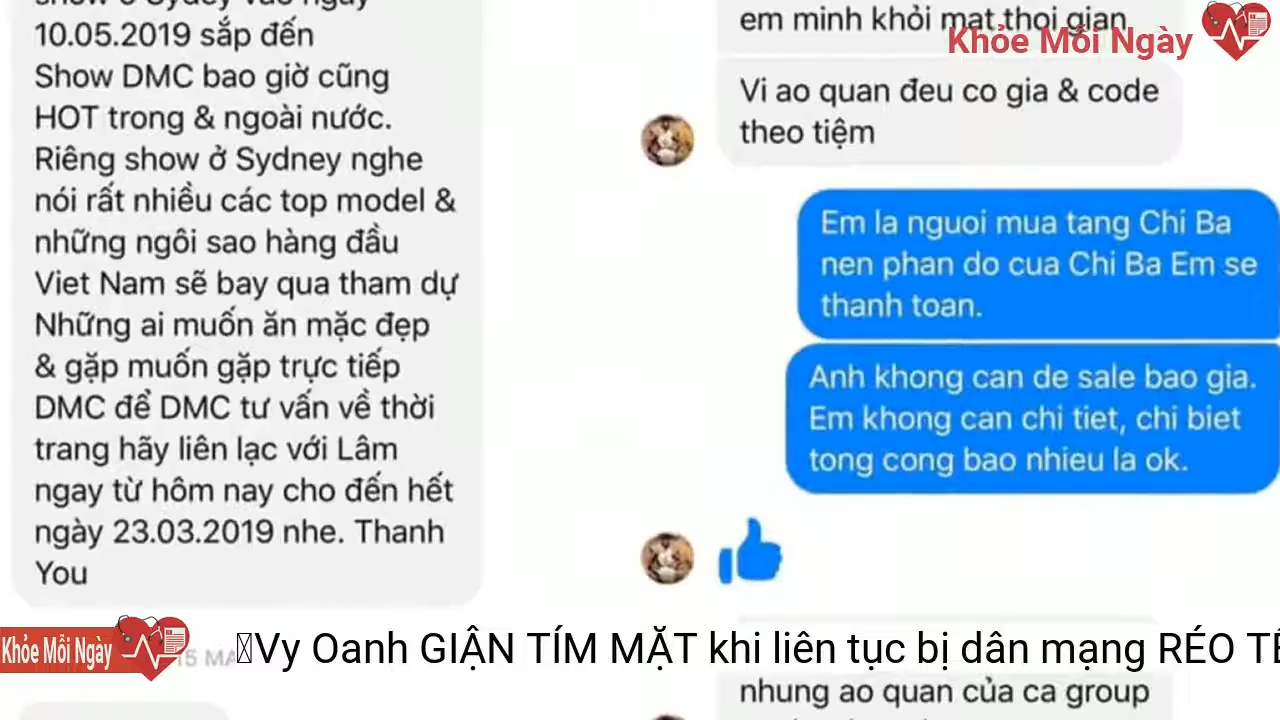 show ở Sydey vào ngày
10.05.2019 sắp đến
Show DMC bao giờ cũng
HOT trong & ngoài nước.
Riêng show ở Sydney nghe
nói rất nhiều các top model &
những ngôi sao hàng đầu
Viet Nam sẽ bay qua tham dự
Những ai muốn ăn mặc đẹp
& gặp muốn gặp trực tiếp
DMC để DMC tư vấn về thời
trang hãy liên lạc với Lâm
ngay từ hôm nay cho đến hết
ngày 23.03.2019 nhe. Thanh
You
em minh khỏi mat thoi gian
Khỏe Mỗi Ngày
Vi ao quan đeu co gia & code
theo tiệm
Em la nguoi mua tang Chi Ba
nen phan do cua Chi Ba Em se
thanh toan.
Anh khong can de sale bao gia.
Em khong can chi tiet, chi biet
tong cong bao nhieu la ok.
Khỏe Mỗi Ngày
15 MA
Vy Oanh GIẬN TÍM MẶT khi liên tục bị dân mạng RÉO TÊ
nhung ao quan của ca group